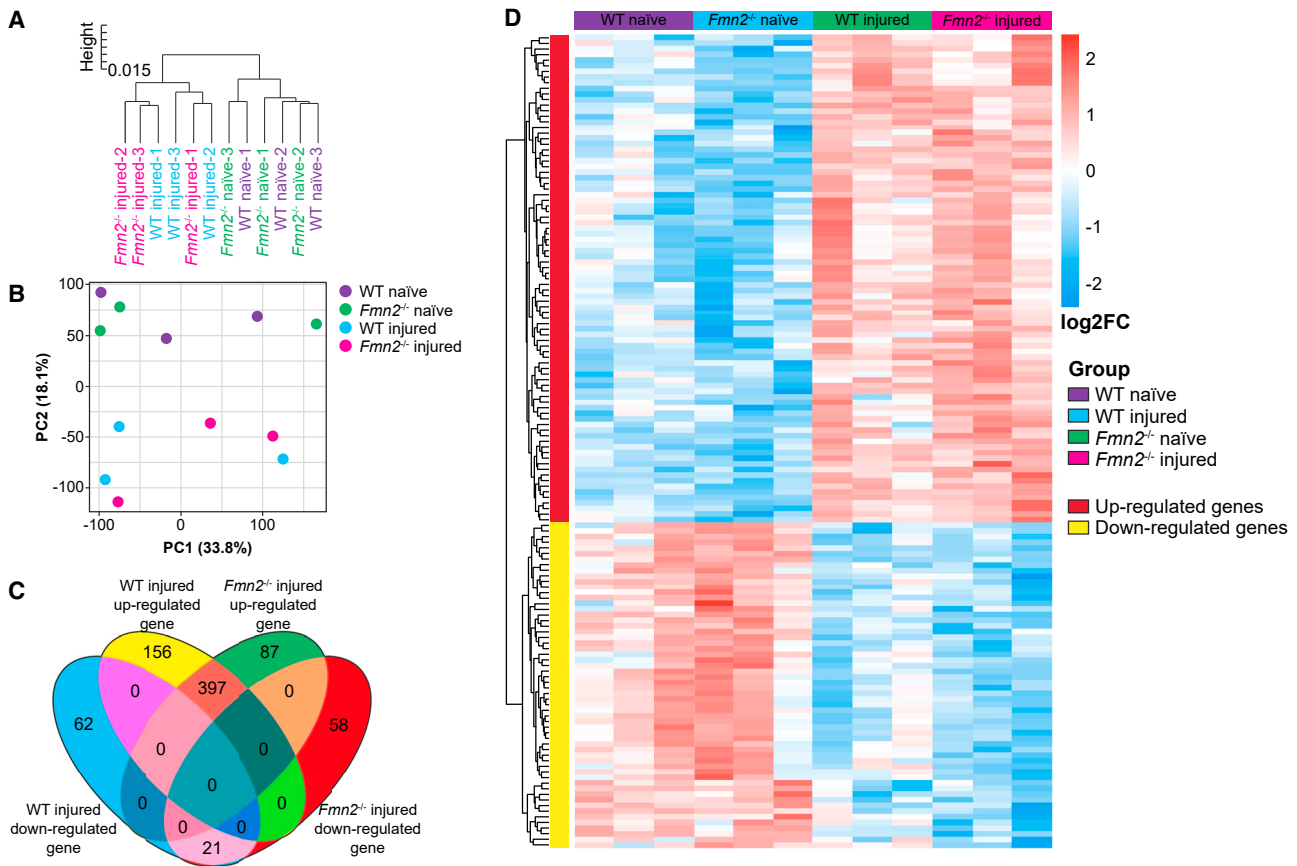 A
Height
0.015
Fmn2-/- injured-2
Fmn2-/- injured-3
WT injured-1
WT injured-3
Fmn2-/- injured-1
WT injured-2
Fmn2-/- naïve-3
WT naïve-1
Fmn2-/- naïve-1
WT naïve-2
Fmn2-/- naïve-2
WT naïve-3
B
100
50
0
-50
-100
PC2 (18.1%)
-100
0
100
PC1 (33.8%)
WT naïve
Fmn2-/- naïve
WT injured
Fmn2-/- injured
C
WT injured
up-regulated
gene
Fmn2-/- injured
up-regulated
gene
156
87
0
397
0
62
58
0
0
0
0
0
0
0
21
WT injured
down-regulated
gene
Fmn2-/- injured
down-regulated
gene
D
WT naïve
Fmn2-/- naïve
WT injured
Fmn2-/- injured
2
1
0
-1
-2
log2FC
Group
WT naïve
WT injured
Fmn2-/- naïve
Fmn2-/- injured
Up-regulated genes
Down-regulated genes